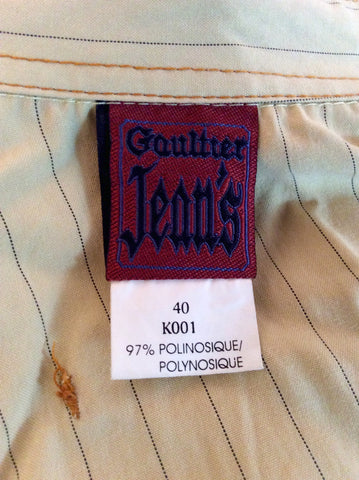 Gaultier
Jean's
40
K001
97% POLINOSIQUE/
POLYNOSIQUE